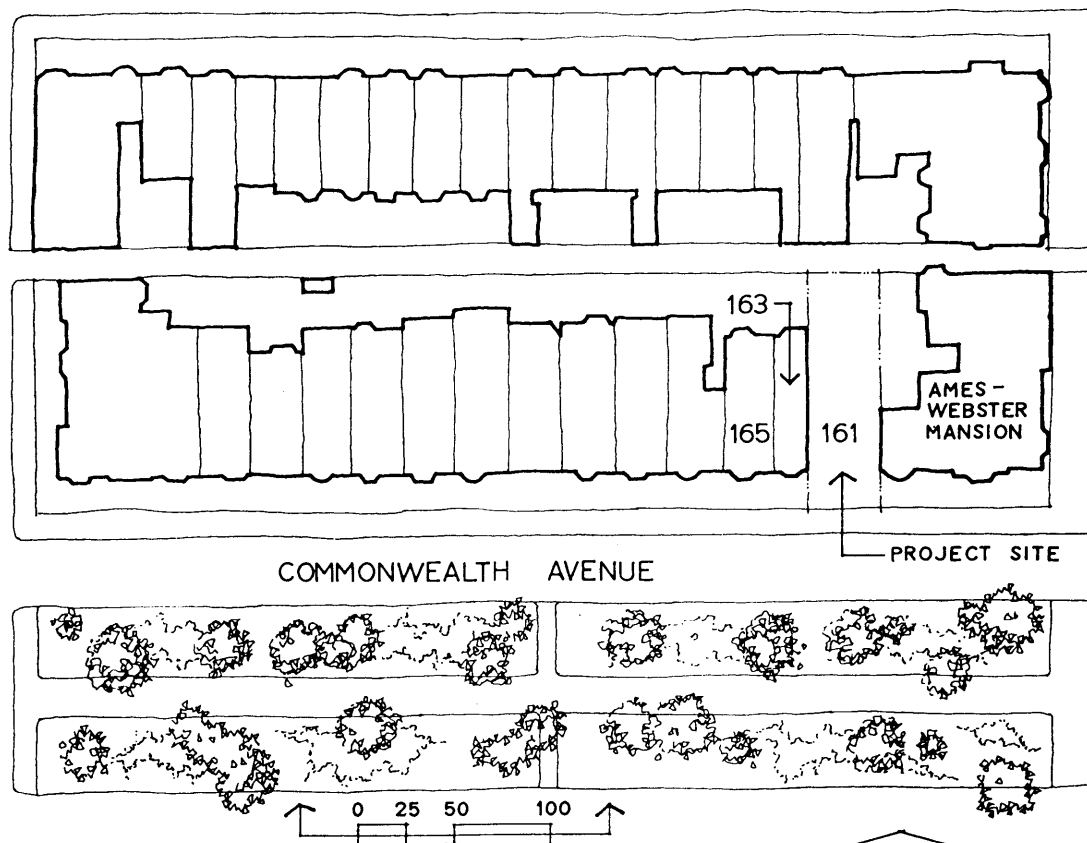 163
165
161
AMES-
WEBSTER
MANSION
PROJECT SITE
COMMONWEALTH AVENUE
0 25 50 100